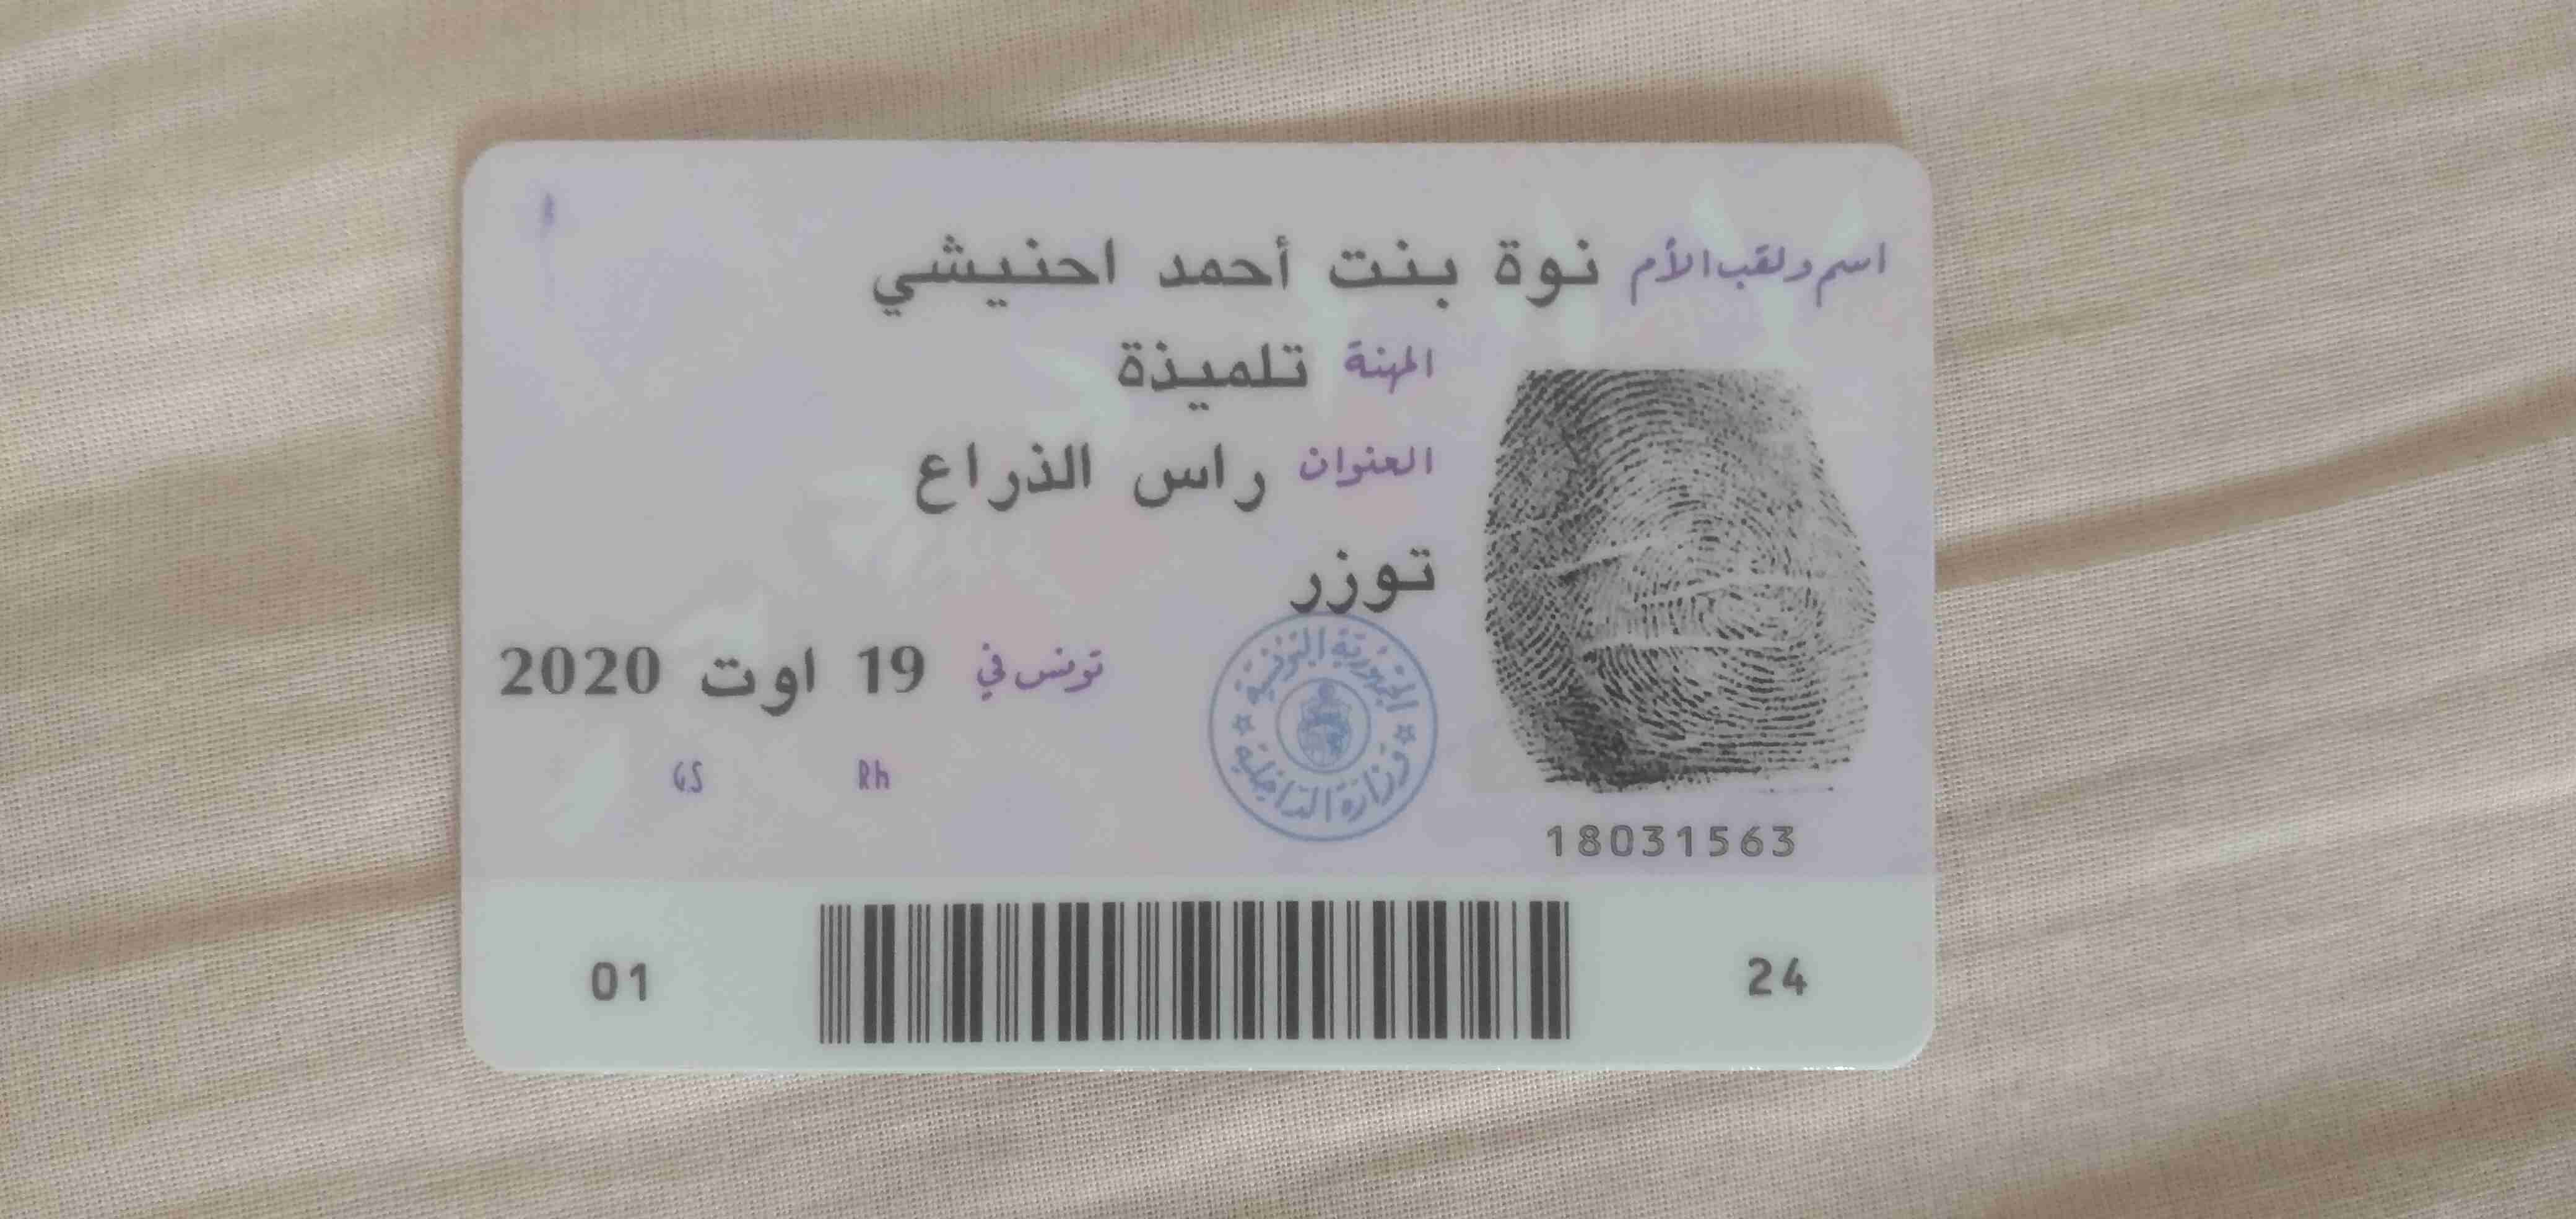 اسم ولقب الأم نوة بنت أحمد احنيشي
المهنة تلميذة
العنوان راس الذراع
توزر
تونس في 19 اوت 2020
الجمهورية التونسية
وزارة الداخلية
GS Rh
18031563
01 24